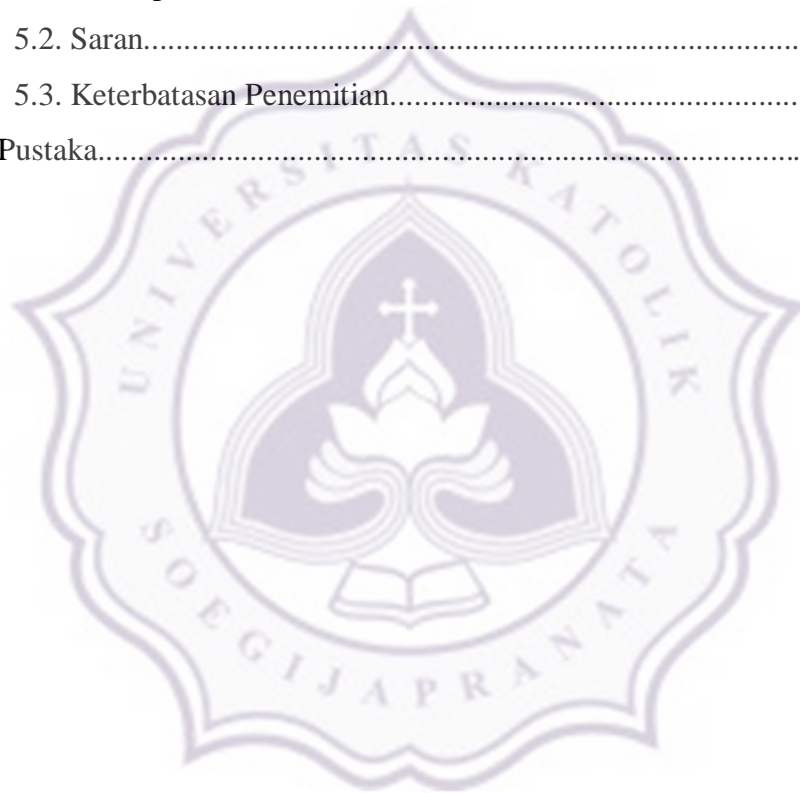 5.2. Saran....................................................................................
5.3. Keterbatasan Penemitian....................................................
Pustaka.........................................................................................
UNIVERSITAS KATOLIK
SOEGIJAPRANATA